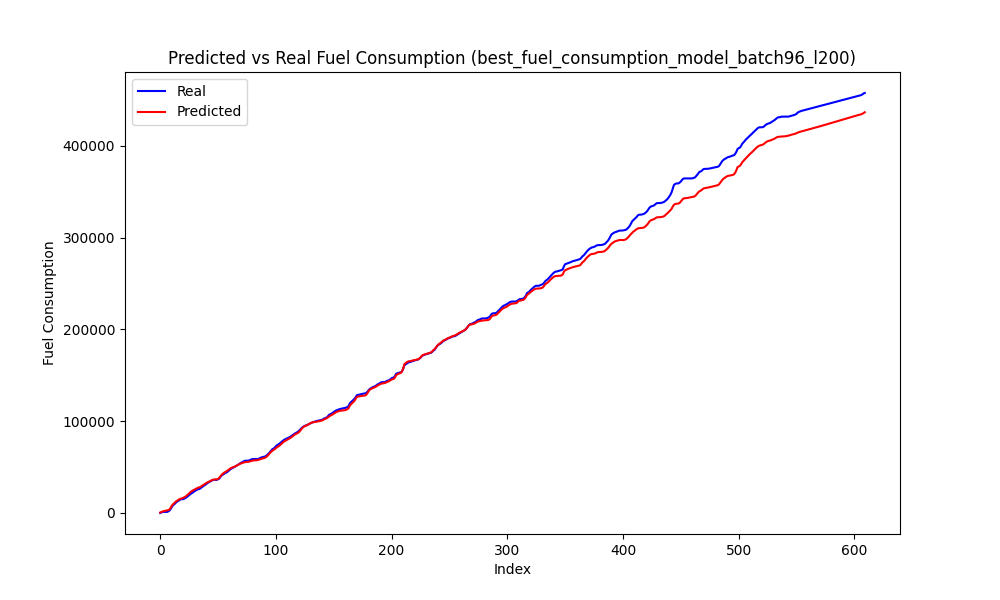 Predicted vs Real Fuel Consumption (best_fuel_consumption_model_batch96_l200)
Real
Predicted
Fuel Consumption
400000
300000
200000
100000
0
0 100 200 300 400 500 600
Index